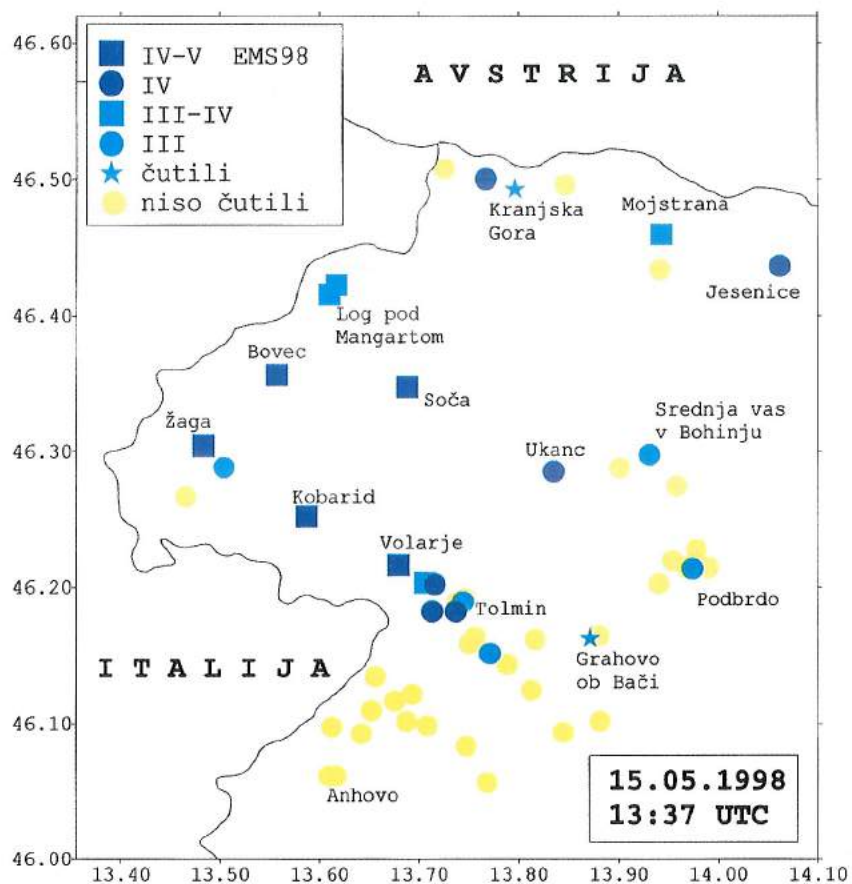 46.60
46.50
46.40
46.30
46.20
46.10
46.00
IV-V EMS98
IV
III-IV
III
čutili
niso čutili
AVSTRIJA
Kranjska
Gora
Mojstrana
Jesenice
Log pod
Mangartom
Bovec
Soča
Žaga
Srednja vas
v Bohinju
Ukanc
Kobarid
Volarje
Tolmin
Podbrdo
Grahovo
ob Bači
ITALIJA
Anhovo
15.05.1998
13:37 UTC
13.40 13.50 13.60 13.70 13.80 13.90 14.00 14.10